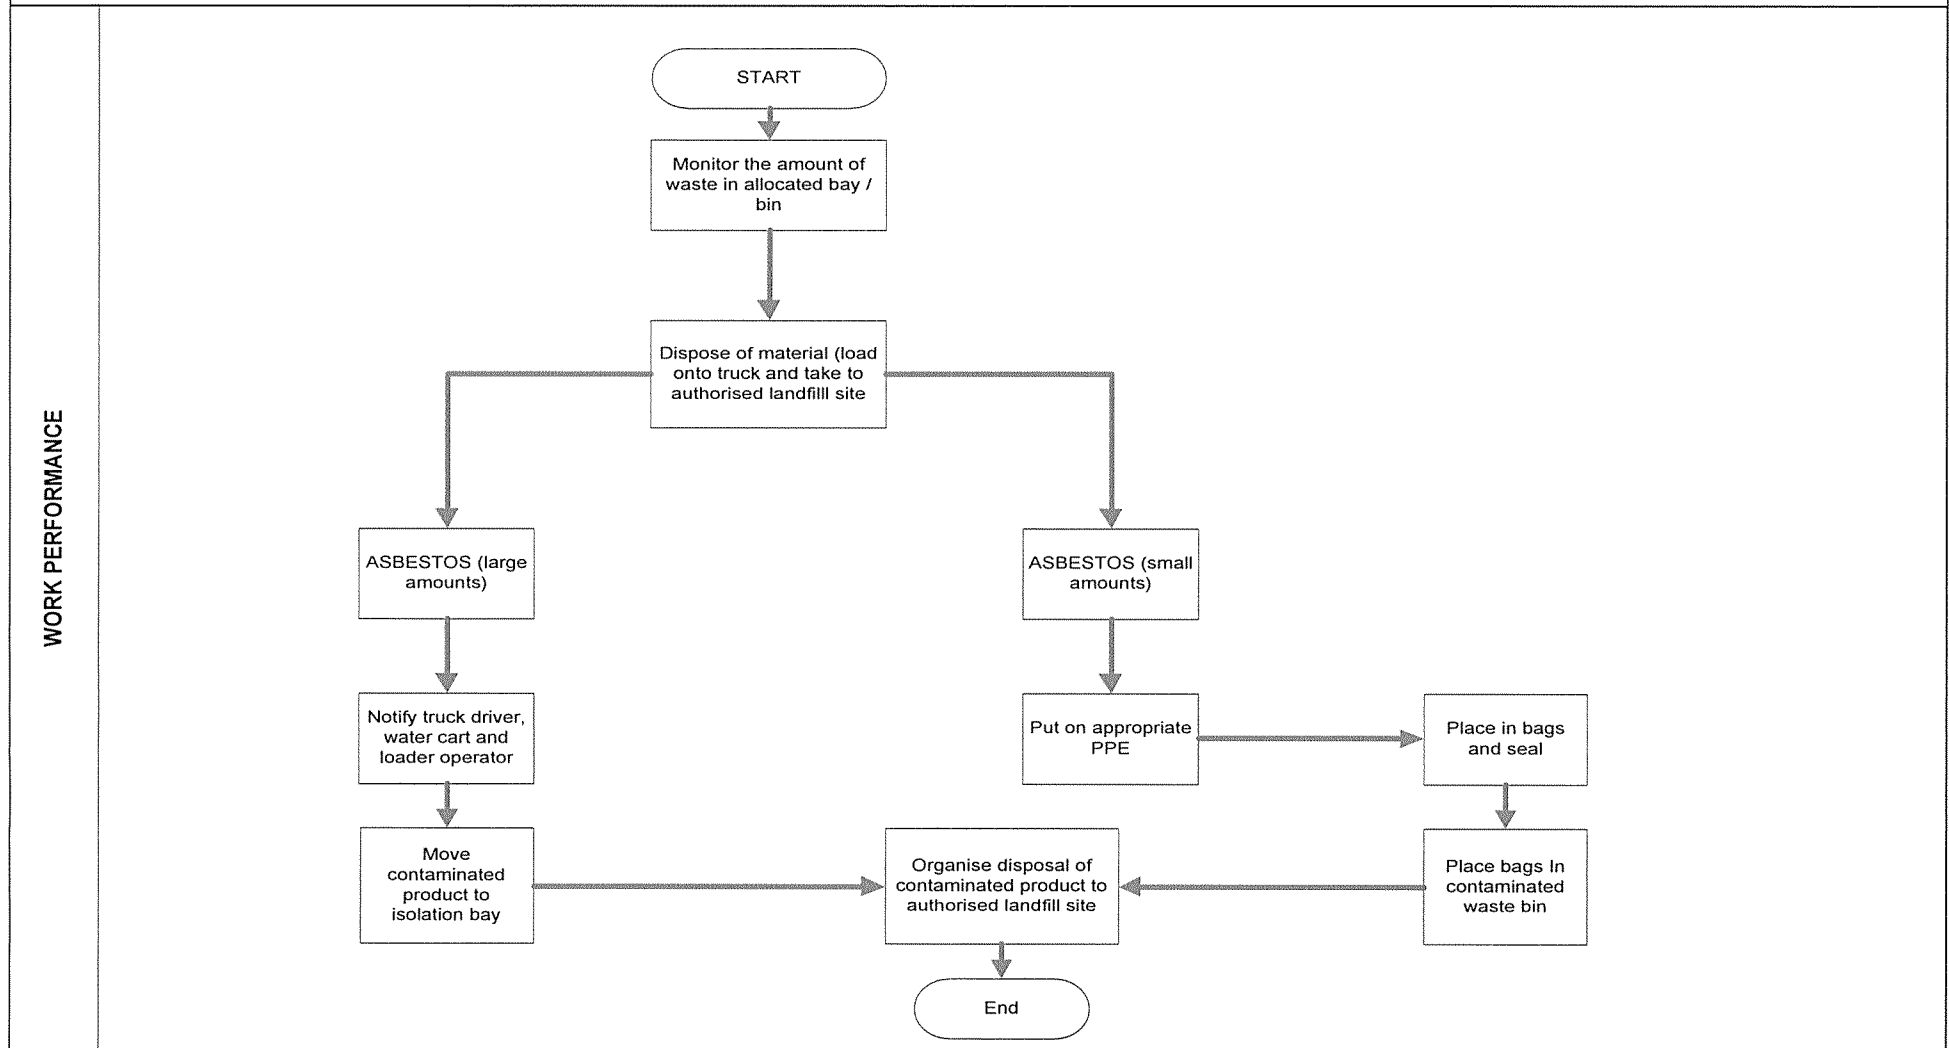 WORK PERFORMANCE
START
Monitor the amount of
waste in allocated bay /
bin
Dispose of material (load
onto truck and take to
authorised landfilll site
ASBESTOS (large
amounts)
ASBESTOS (small
amounts)
Notify truck driver,
water cart and
loader operator
Put on appropriate
PPE
Place in bags
and seal
Move
contaminated
product to
isolation bay
Organise disposal of
contaminated product to
authorised landfill site
Place bags In
contaminated
waste bin
End